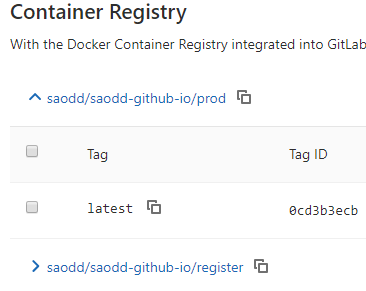 Container Registry
With the Docker Container Registry integrated into GitLab
saodd/saodd-github-io/prod
Tag Tag ID
latest 0cd3b3ecb
saodd/saodd-github-io/register